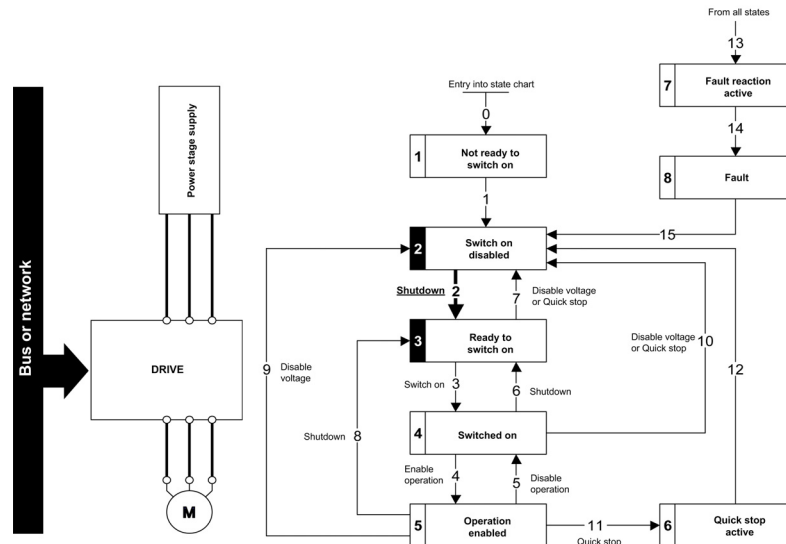 From all states
13
7
Fault reaction
active
14
8
Fault
15
Entry into state chart
0
1
Not ready to
switch on
1
2
Switch on
disabled
Shutdown
2
7
Disable voltage
or Quick stop
3
Ready to
switch on
Switch on
3
6
Shutdown
4
Switched on
Enable
operation
4
5
Disable
operation
5
Operation
enabled
11
Quick stop
6
Quick stop
active
Disable voltage
or Quick stop
10
12
9
Disable
voltage
Shutdown
8
Bus or network
Power stage supply
DRIVE
M